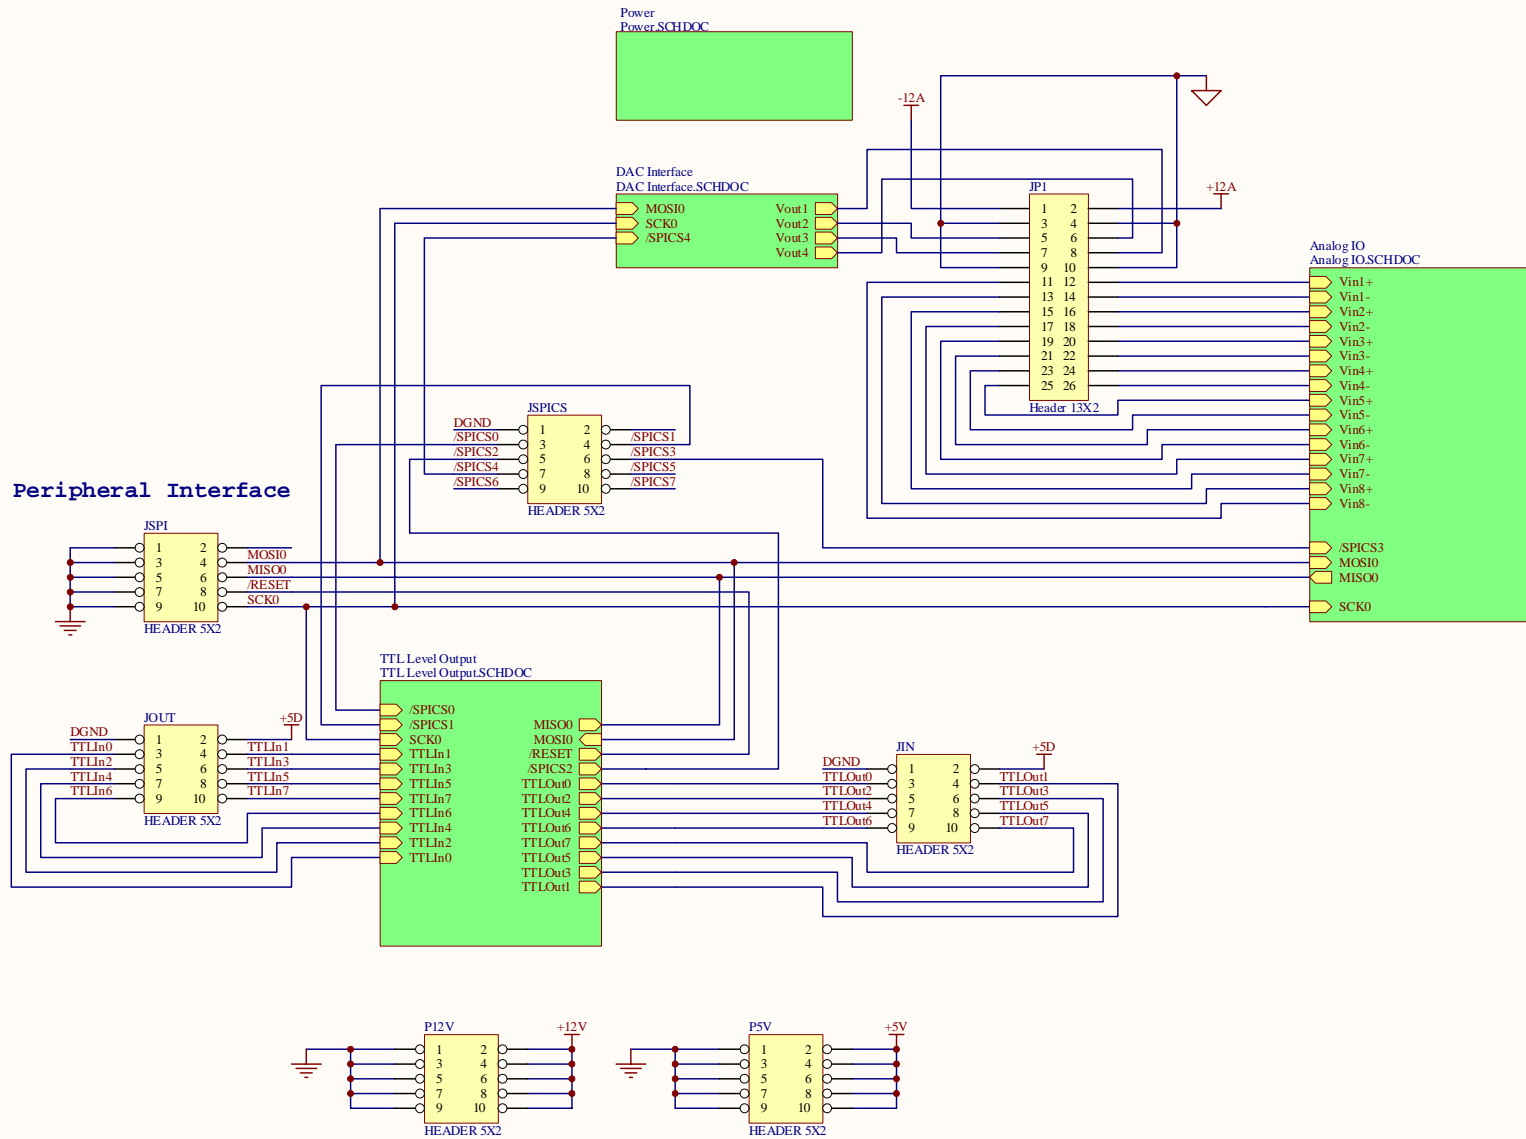 Power
Power.SCHDOC
-12A
DAC Interface
DAC Interface.SCHDOC
MOSI0
SCK0
/SPICS4
Vout1
Vout2
Vout3
Vout4
JP1
+12A
1 2
3 4
5 6
7 8
9 10
11 12
13 14
15 16
17 18
19 20
21 22
23 24
25 26
Header 13X2
Analog IO
Analog IO.SCHDOC
Vin1+
Vin1-
Vin2+
Vin2-
Vin3+
Vin3-
Vin4+
Vin4-
Vin5+
Vin5-
Vin6+
Vin6-
Vin7+
Vin7-
Vin8+
Vin8-
/SPICS3
MOSI0
MISO0
SCK0
JSPICS
DGND 1 2
/SPICS0 3 4 /SPICS1
/SPICS2 5 6 /SPICS3
/SPICS4 7 8 /SPICS5
/SPICS6 9 10 /SPICS7
HEADER 5X2
Peripheral Interface
JSPI
1 2
3 4 MOSI0
5 6 MISO0
7 8 /RESET
9 10 SCK0
HEADER 5X2
TTL Level Output
TTL Level Output.SCHDOC
/SPICS0
/SPICS1
SCK0
TTLIn1
TTLIn3
TTLIn5
TTLIn7
TTLIn6
TTLIn4
TTLIn2
TTLIn0
MISO0
MOSI0
/RESET
/SPICS2
TTLOut0
TTLOut2
TTLOut4
TTLOut6
TTLOut7
TTLOut5
TTLOut3
TTLOut1
JOUT
+5D
DGND 1 2
TTLIn0 3 4 TTLIn1
TTLIn2 5 6 TTLIn3
TTLIn4 7 8 TTLIn5
TTLIn6 9 10 TTLIn7
HEADER 5X2
JIN
+5D
DGND 1 2
TTLOut0 3 4 TTLOut1
TTLOut2 5 6 TTLOut3
TTLOut4 7 8 TTLOut5
TTLOut6 9 10 TTLOut7
HEADER 5X2
P12V
+12V
1 2
3 4
5 6
7 8
9 10
HEADER 5X2
P5V
+5V
1 2
3 4
5 6
7 8
9 10
HEADER 5X2